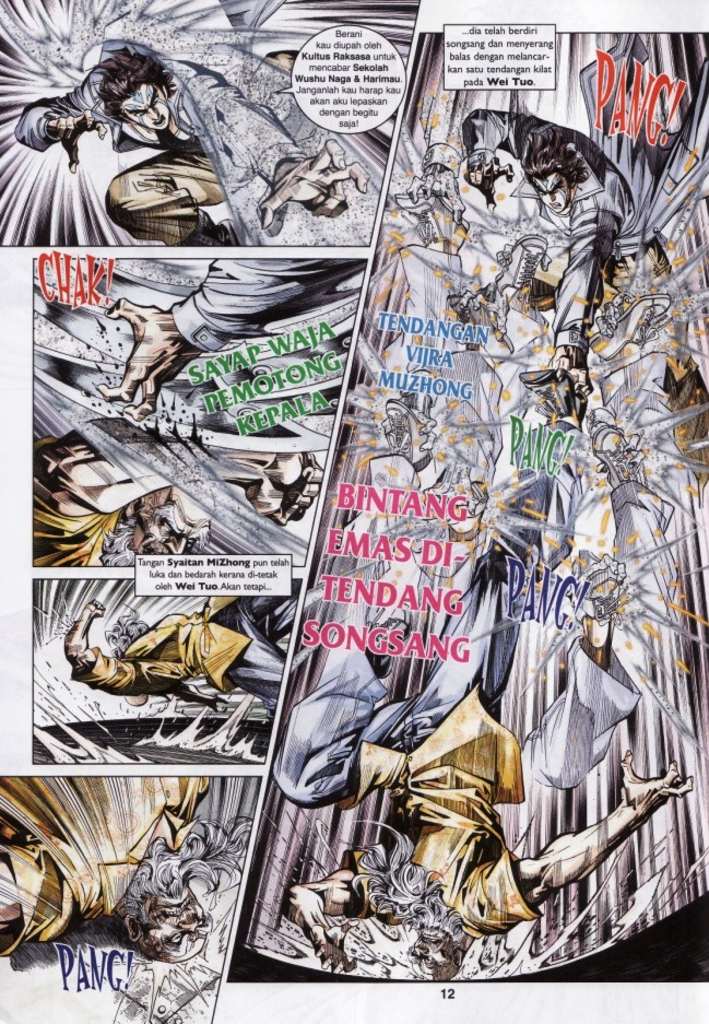 Berani
kau diupah oleh
Kultus Raksasa untuk
mencabar Sekolah
Wushu Naga & Harimau.
Janganlah kau harap kau
akan aku lepaskan
dengan begitu
saja!
CHAK!
SAYAP WAJA
PEMOTONG
KEPALA
Tangan Syaitan MiZhong pun telah
luka dan bedarah kerana di-tetak
oleh Wei Tuo.Akan tetapi...
PANG!
...dia telah berdiri
songsang dan menyerang
balas dengan melancar-
kan satu tendangan kilat
pada Wei Tuo.
PANG!
TENDANGAN
VIJRA
MUZHONG
PANG!
BINTANG
EMAS DI-
TENDANG
SONGSANG
PANG!
12